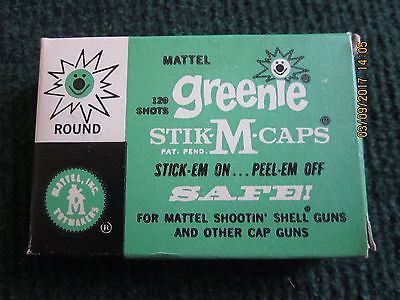 MATTEL
greenie®
120
SHOTS
STIK-M-CAPS®
PAT. PEND.
STICK-EM ON... PEEL-EM OFF
SAFE!
FOR MATTEL SHOOTIN' SHELL GUNS®
AND OTHER CAP GUNS
ROUND
MATTEL, INC.
M
TOYMAKERS
®
03/09/2017 14:05